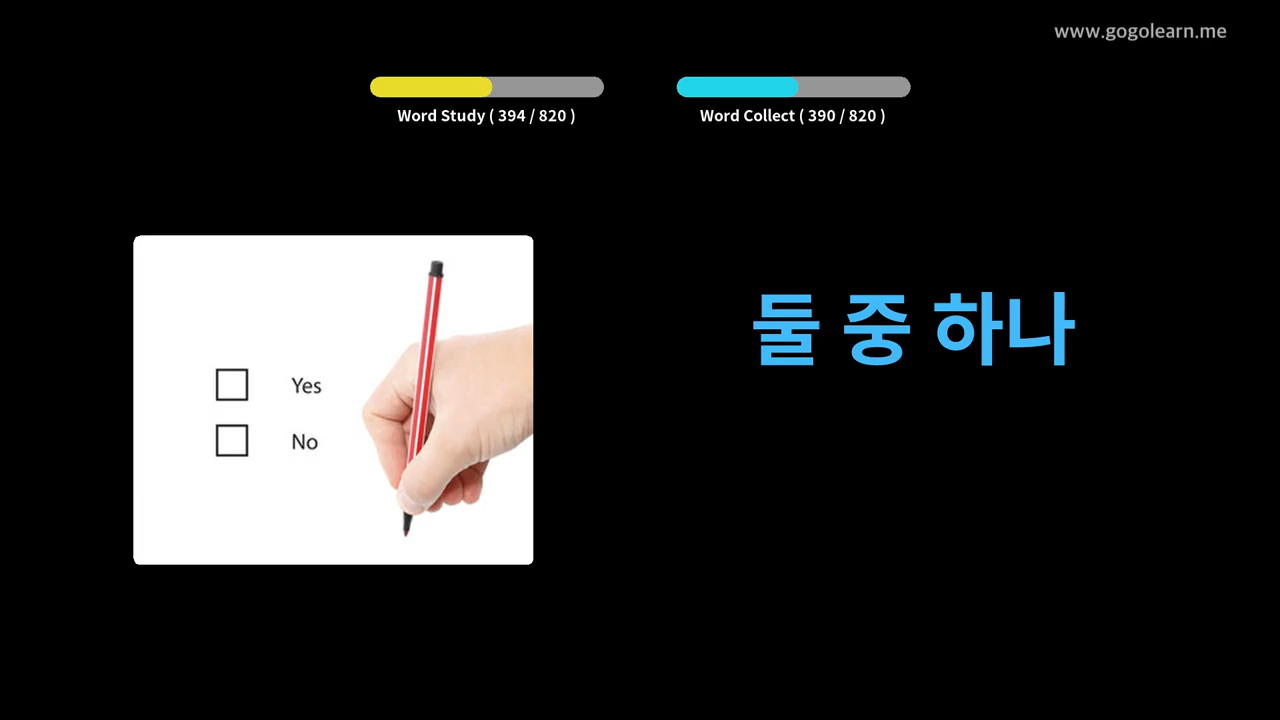 www.gogolearn.me
Word Study ( 394 / 820 )
Word Collect ( 390 / 820 )
Yes
No
둘 중 하나